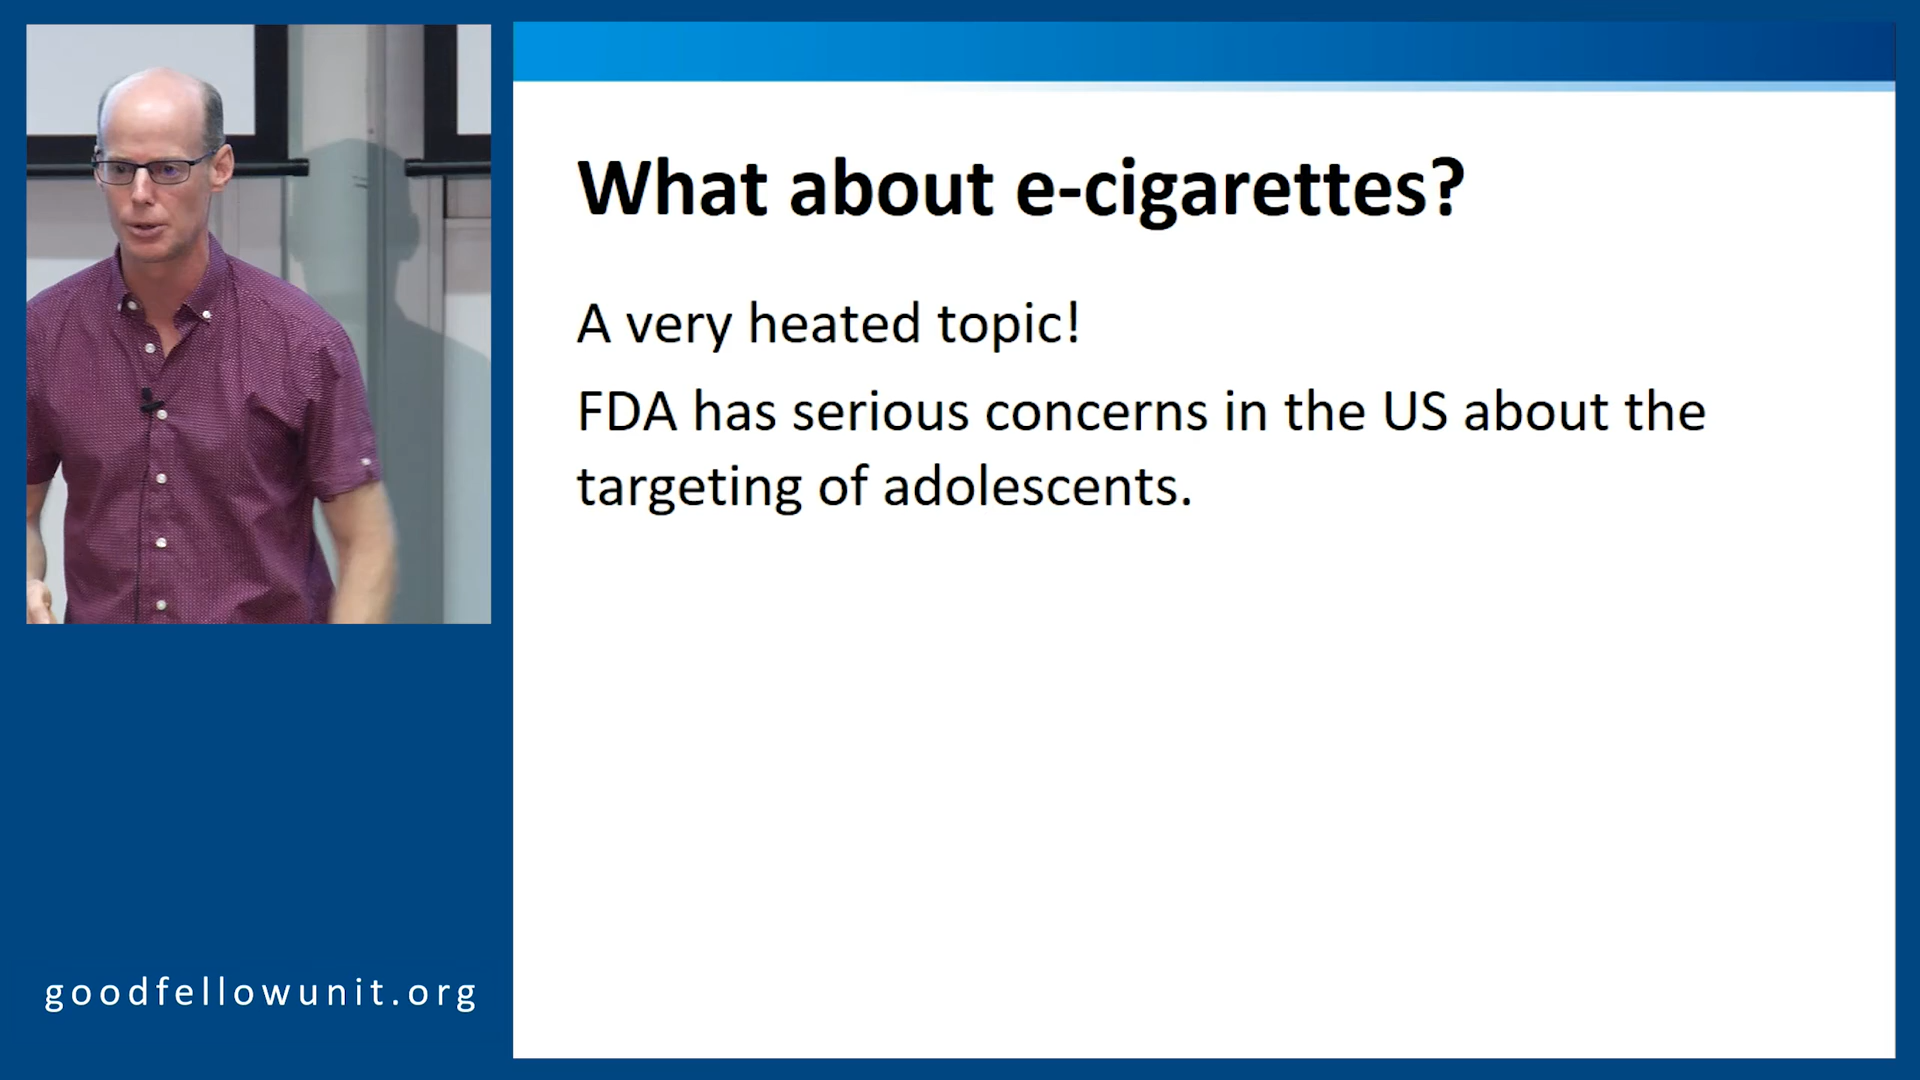 What about e-cigarettes?
A very heated topic!
FDA has serious concerns in the US about the
targeting of adolescents.
goodfellowunit.org